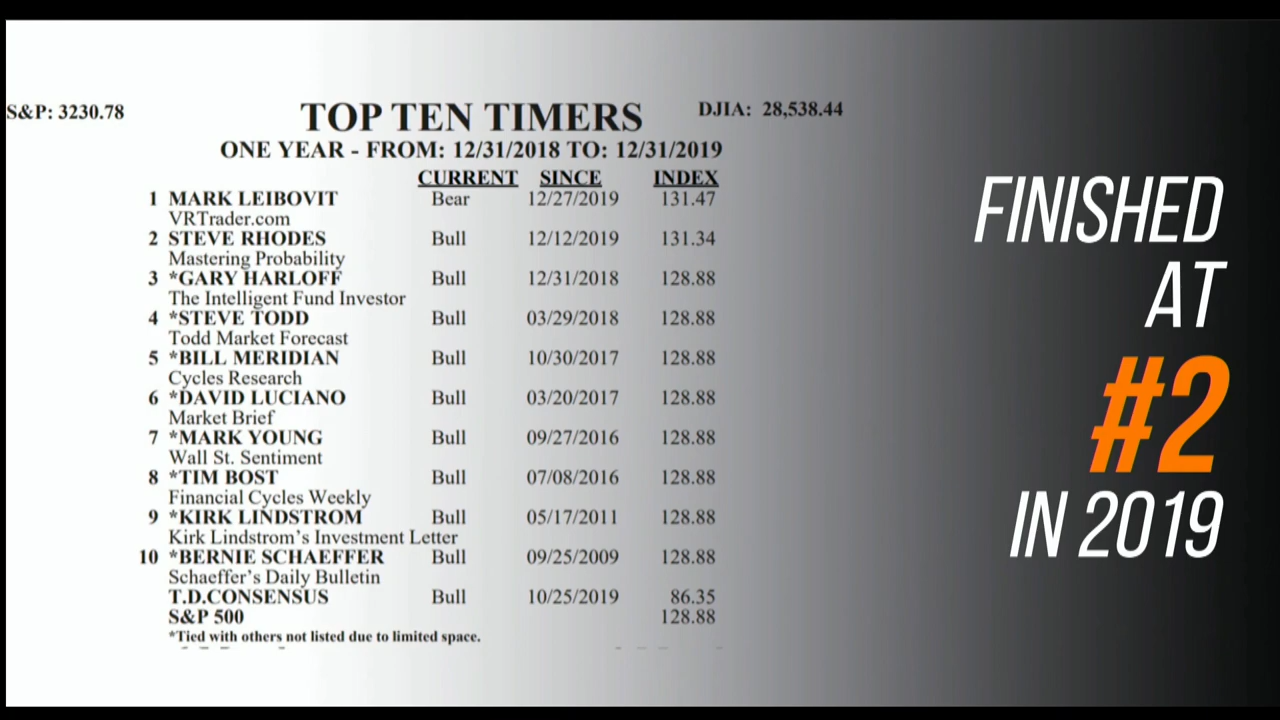 S&P: 3230.78
TOP TEN TIMERS
DJIA: 28,538.44
ONE YEAR - FROM: 12/31/2018 TO: 12/31/2019
CURRENT SINCE INDEX
1 MARK LEIBOVIT Bear 12/27/2019 131.47
VRTrader.com
2 STEVE RHODES Bull 12/12/2019 131.34
Mastering Probability
3 *GARY HARLOFF Bull 12/31/2018 128.88
The Intelligent Fund Investor
4 *STEVE TODD Bull 03/29/2018 128.88
Todd Market Forecast
5 *BILL MERIDIAN Bull 10/30/2017 128.88
Cycles Research
6 *DAVID LUCIANO Bull 03/20/2017 128.88
Market Brief
7 *MARK YOUNG Bull 09/27/2016 128.88
Wall St. Sentiment
8 *TIM BOST Bull 07/08/2016 128.88
Financial Cycles Weekly
9 *KIRK LINDSTROM Bull 05/17/2011 128.88
Kirk Lindstrom's Investment Letter
10 *BERNIE SCHAEFFER Bull 09/25/2009 128.88
Schaeffer's Daily Bulletin
T.D.CONSENSUS Bull 10/25/2019 86.35
S&P 500 128.88
*Tied with others not listed due to limited space.
FINISHED
AT
#2
IN 2019